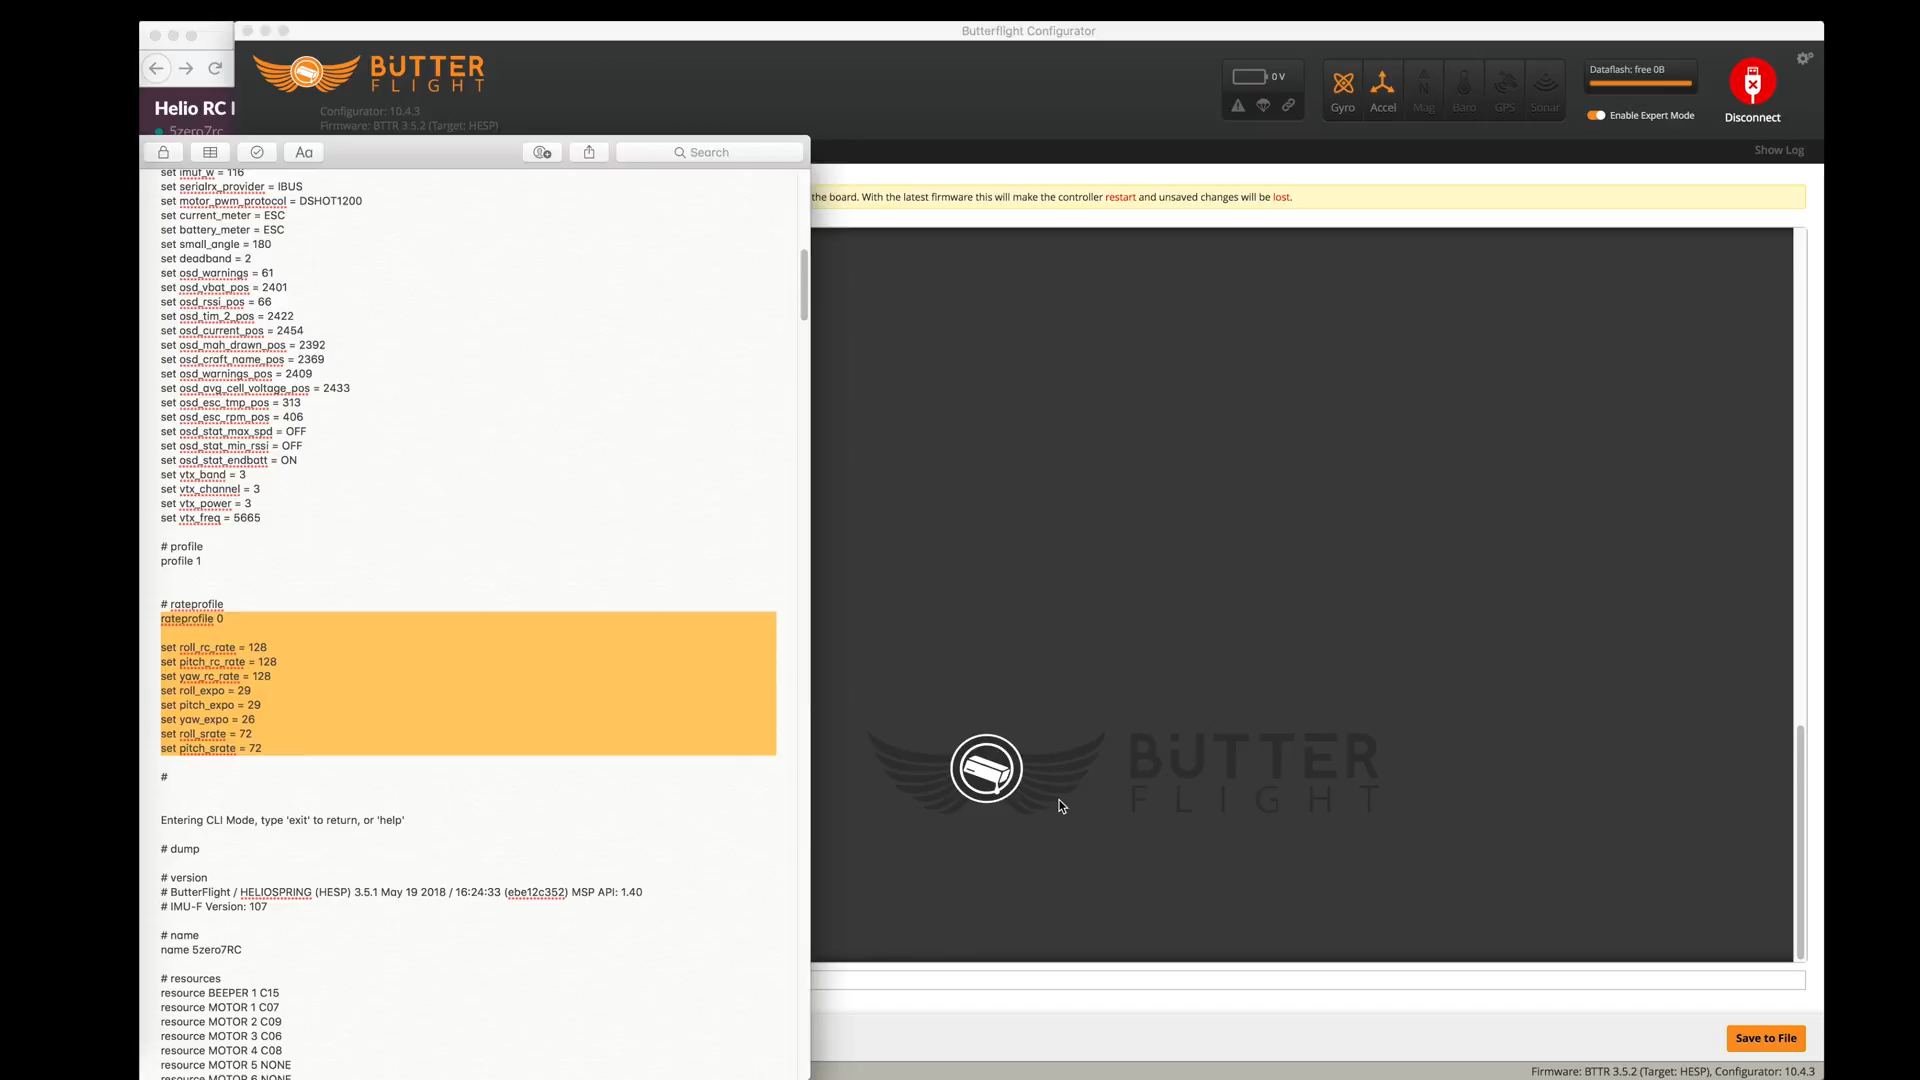 Butterflight Configurator
BUTTER
FLIGHT
Configurator: 10.4.3
Firmware: BTTR 3.5.2 (Target: HESP)
0 V
Gyro
Accel
Mag
Baro
GPS
Sonar
Dataflash: free 0B
Enable Expert Mode
Disconnect
Show Log
Helio RC
5zero7rc
Aa
Search
the board. With the latest firmware this will make the controller restart and unsaved changes will be lost.
set imuf_w = 116
set serialrx_provider = IBUS
set motor_pwm_protocol = DSHOT1200
set current_meter = ESC
set battery_meter = ESC
set small_angle = 180
set deadband = 2
set osd_warnings = 61
set osd_vbat_pos = 2401
set osd_rssi_pos = 66
set osd_tim_2_pos = 2422
set osd_current_pos = 2454
set osd_mah_drawn_pos = 2392
set osd_craft_name_pos = 2369
set osd_warnings_pos = 2409
set osd_avg_cell_voltage_pos = 2433
set osd_esc_tmp_pos = 313
set osd_esc_rpm_pos = 406
set osd_stat_max_spd = OFF
set osd_stat_min_rssi = OFF
set osd_stat_endbatt = ON
set vtx_band = 3
set vtx_channel = 3
set vtx_power = 3
set vtx_freq = 5665
# profile
profile 1
# rateprofile
rateprofile 0
set roll_rc_rate = 128
set pitch_rc_rate = 128
set yaw_rc_rate = 128
set roll_expo = 29
set pitch_expo = 29
set yaw_expo = 26
set roll_srate = 72
set pitch_srate = 72
#
Entering CLI Mode, type 'exit' to return, or 'help'
# dump
# version
# ButterFlight / HELIOSPRING (HESP) 3.5.1 May 19 2018 / 16:24:33 (ebe12c352) MSP API: 1.40
# IMU-F Version: 107
# name
name 5zero7RC
# resources
resource BEEPER 1 C15
resource MOTOR 1 C07
resource MOTOR 2 C09
resource MOTOR 3 C06
resource MOTOR 4 C08
resource MOTOR 5 NONE
resource MOTOR 6 NONE
BUTTER
FLIGHT
Save to File
Firmware: BTTR 3.5.2 (Target: HESP), Configurator: 10.4.3